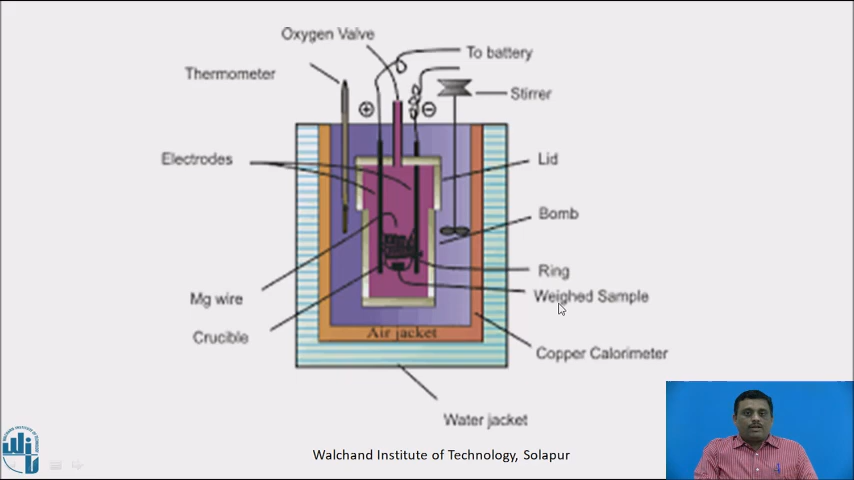 Oxygen Valve
To battery
Thermometer
Stirrer
Electrodes
Lid
Bomb
Ring
Weighed Sample
Mg wire
Crucible
Air jacket
Copper Calorimeter
Water jacket
Walchand Institute of Technology, Solapur